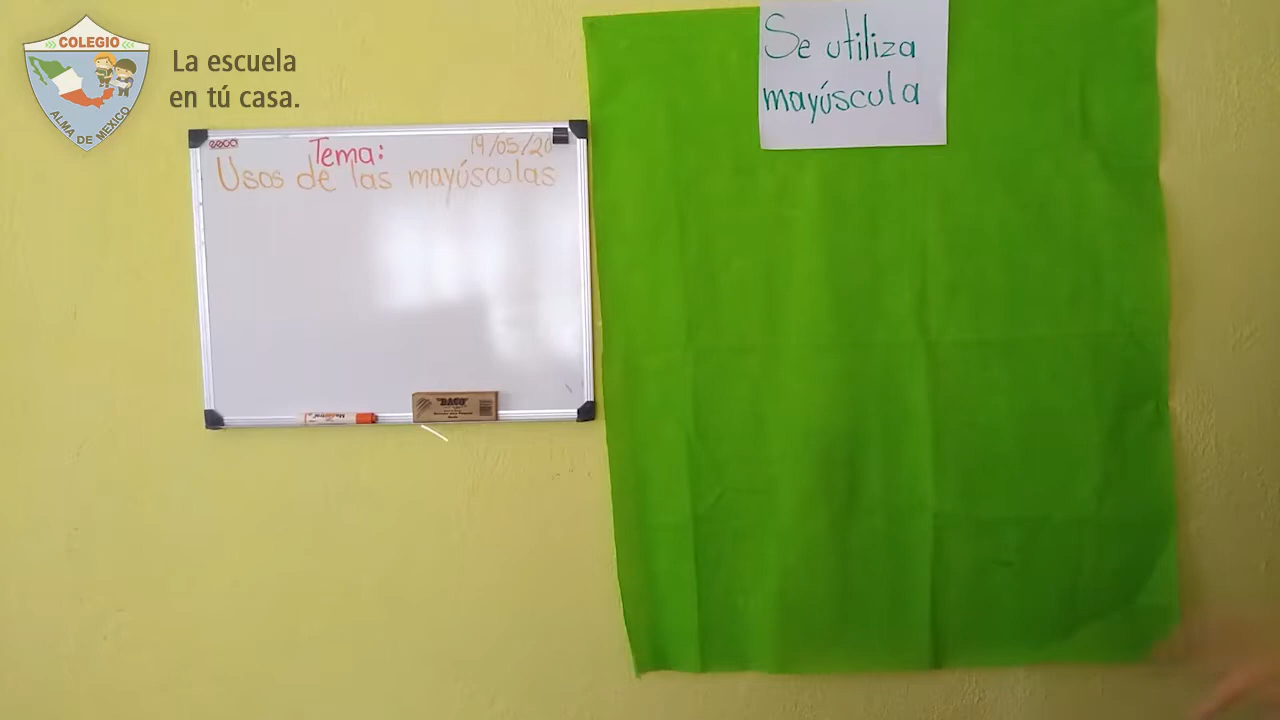 COLEGIO
ALMA DE MEXICO
La escuela
en tú casa.
Tema:
19/05/20
Usos de las mayúsculas
BACO
Se utiliza
mayúscula